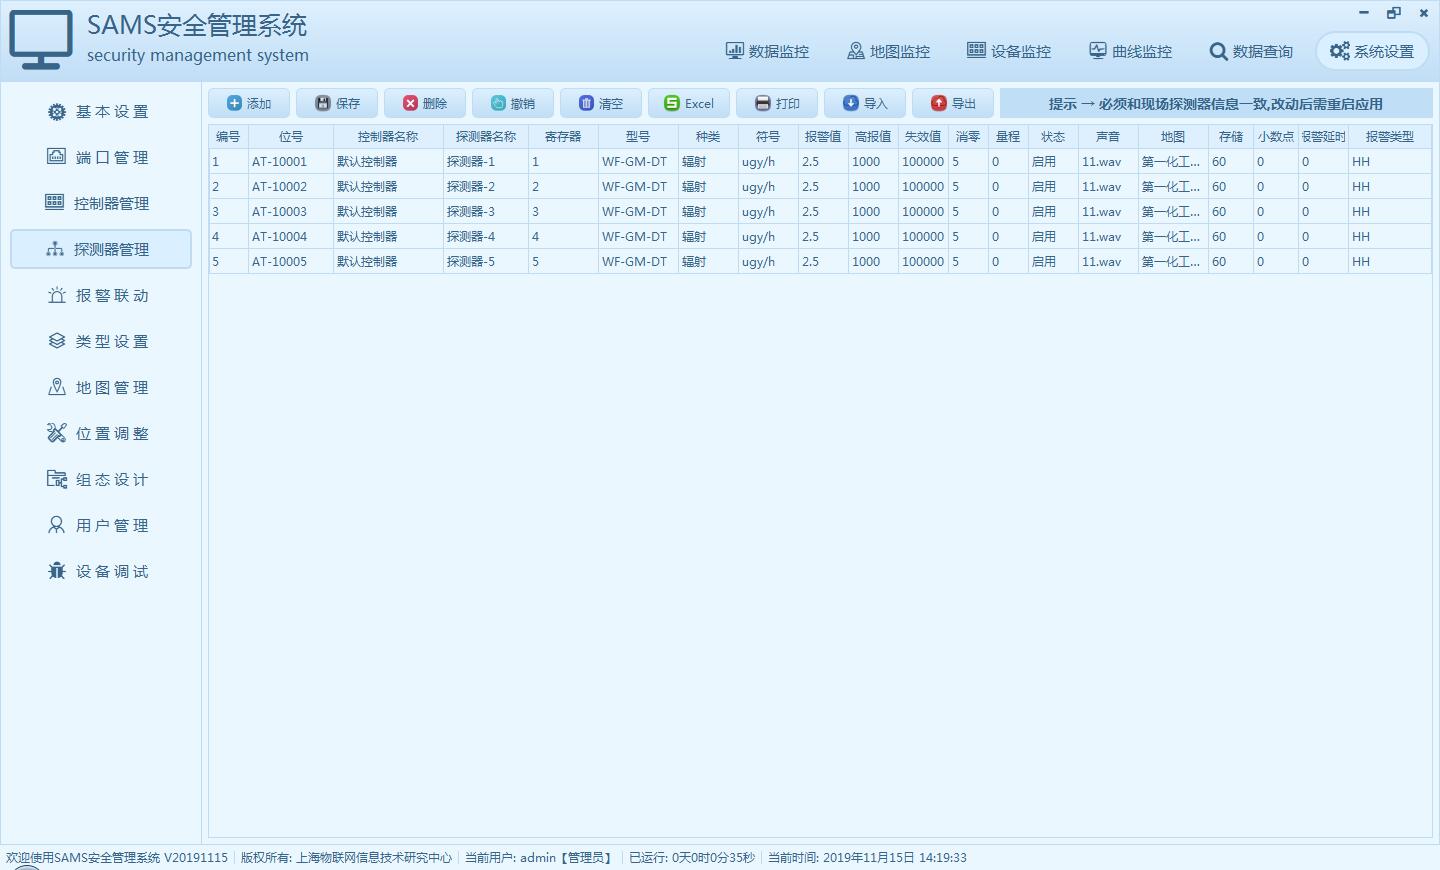 SAMS安全管理系统
security management system
数据监控 地图监控 设备监控 曲线监控 数据查询 系统设置
基本设置
端口管理
控制器管理
探测器管理
报警联动
类型设置
地图管理
位置调整
组态设计
用户管理
设备调试
添加 保存 删除 撤销 清空 Excel 打印 导入 导出 提示 → 必须和现场探测器信息一致,改动后需重启应用
编号 位号 控制器名称 探测器名称 寄存器 型号 种类 符号 报警值 高报值 失效值 消零 量程 状态 声音 地图 存储 小数点 报警延时 报警类型
1 AT-10001 默认控制器 探测器-1 1 WF-GM-DT 辐射 ugy/h 2.5 1000 100000 5 0 启用 11.wav 第一化工... 60 0 0 HH
2 AT-10002 默认控制器 探测器-2 2 WF-GM-DT 辐射 ugy/h 2.5 1000 100000 5 0 启用 11.wav 第一化工... 60 0 0 HH
3 AT-10003 默认控制器 探测器-3 3 WF-GM-DT 辐射 ugy/h 2.5 1000 100000 5 0 启用 11.wav 第一化工... 60 0 0 HH
4 AT-10004 默认控制器 探测器-4 4 WF-GM-DT 辐射 ugy/h 2.5 1000 100000 5 0 启用 11.wav 第一化工... 60 0 0 HH
5 AT-10005 默认控制器 探测器-5 5 WF-GM-DT 辐射 ugy/h 2.5 1000 100000 5 0 启用 11.wav 第一化工... 60 0 0 HH
欢迎使用SAMS安全管理系统 V20191115 版权所有: 上海物联网信息技术研究中心 当前用户: admin【管理员】 已运行: 0天0时0分35秒 当前时间: 2019年11月15日 14:19:33